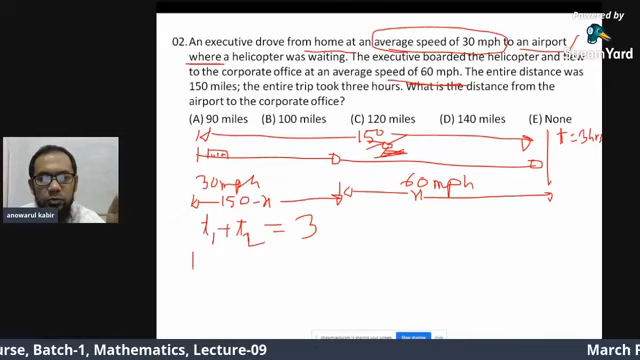 Powered by
StreamYard
02. An executive drove from home at an average speed of 30 mph to an airport
where a helicopter was waiting. The executive boarded the helicopter and flew
to the corporate office at an average speed of 60 mph. The entire distance was
150 miles; the entire trip took three hours. What is the distance from the
airport to the corporate office?
(A) 90 miles (B) 100 miles (C) 120 miles (D) 140 miles (E) None
150
t = 3hrs
30mph
60mph
150-x
x
t₁ + t₂ = 3
anowarul kabir
urse, Batch-1, Mathematics, Lecture-09
March F